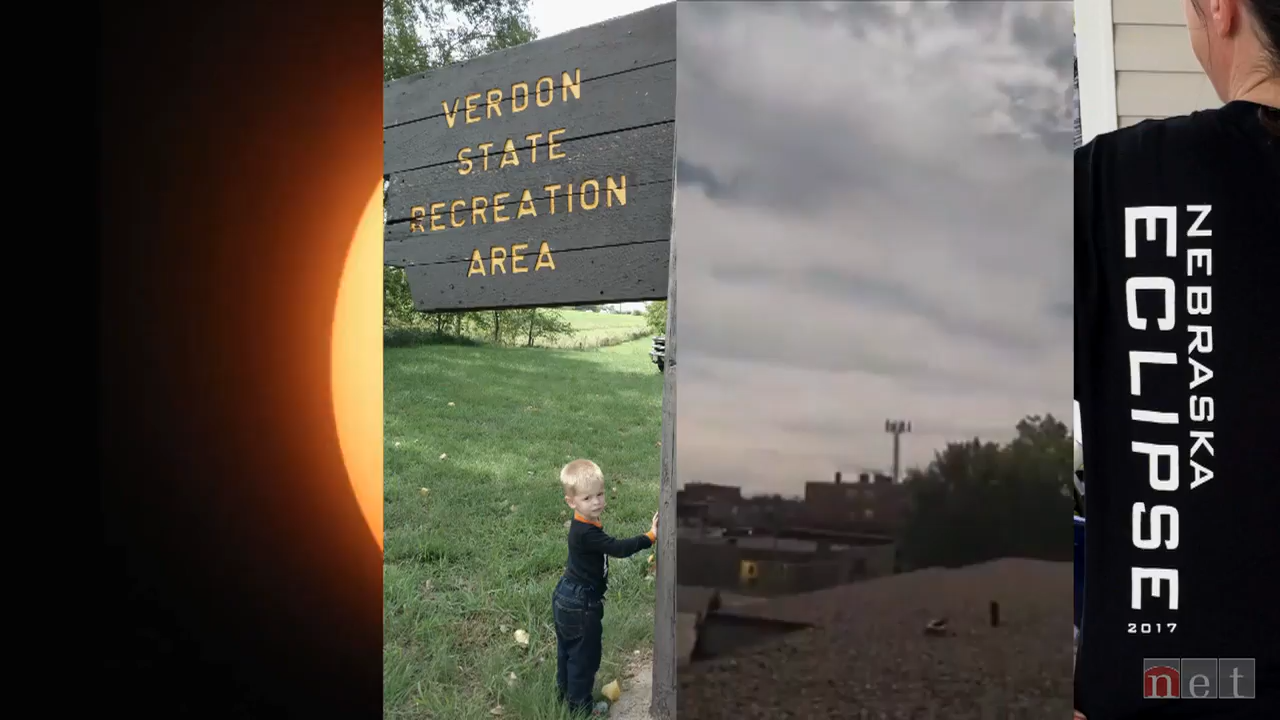 VERDON
STATE
RECREATION
AREA
NEBRASKA
ECLIPSE
2017
net